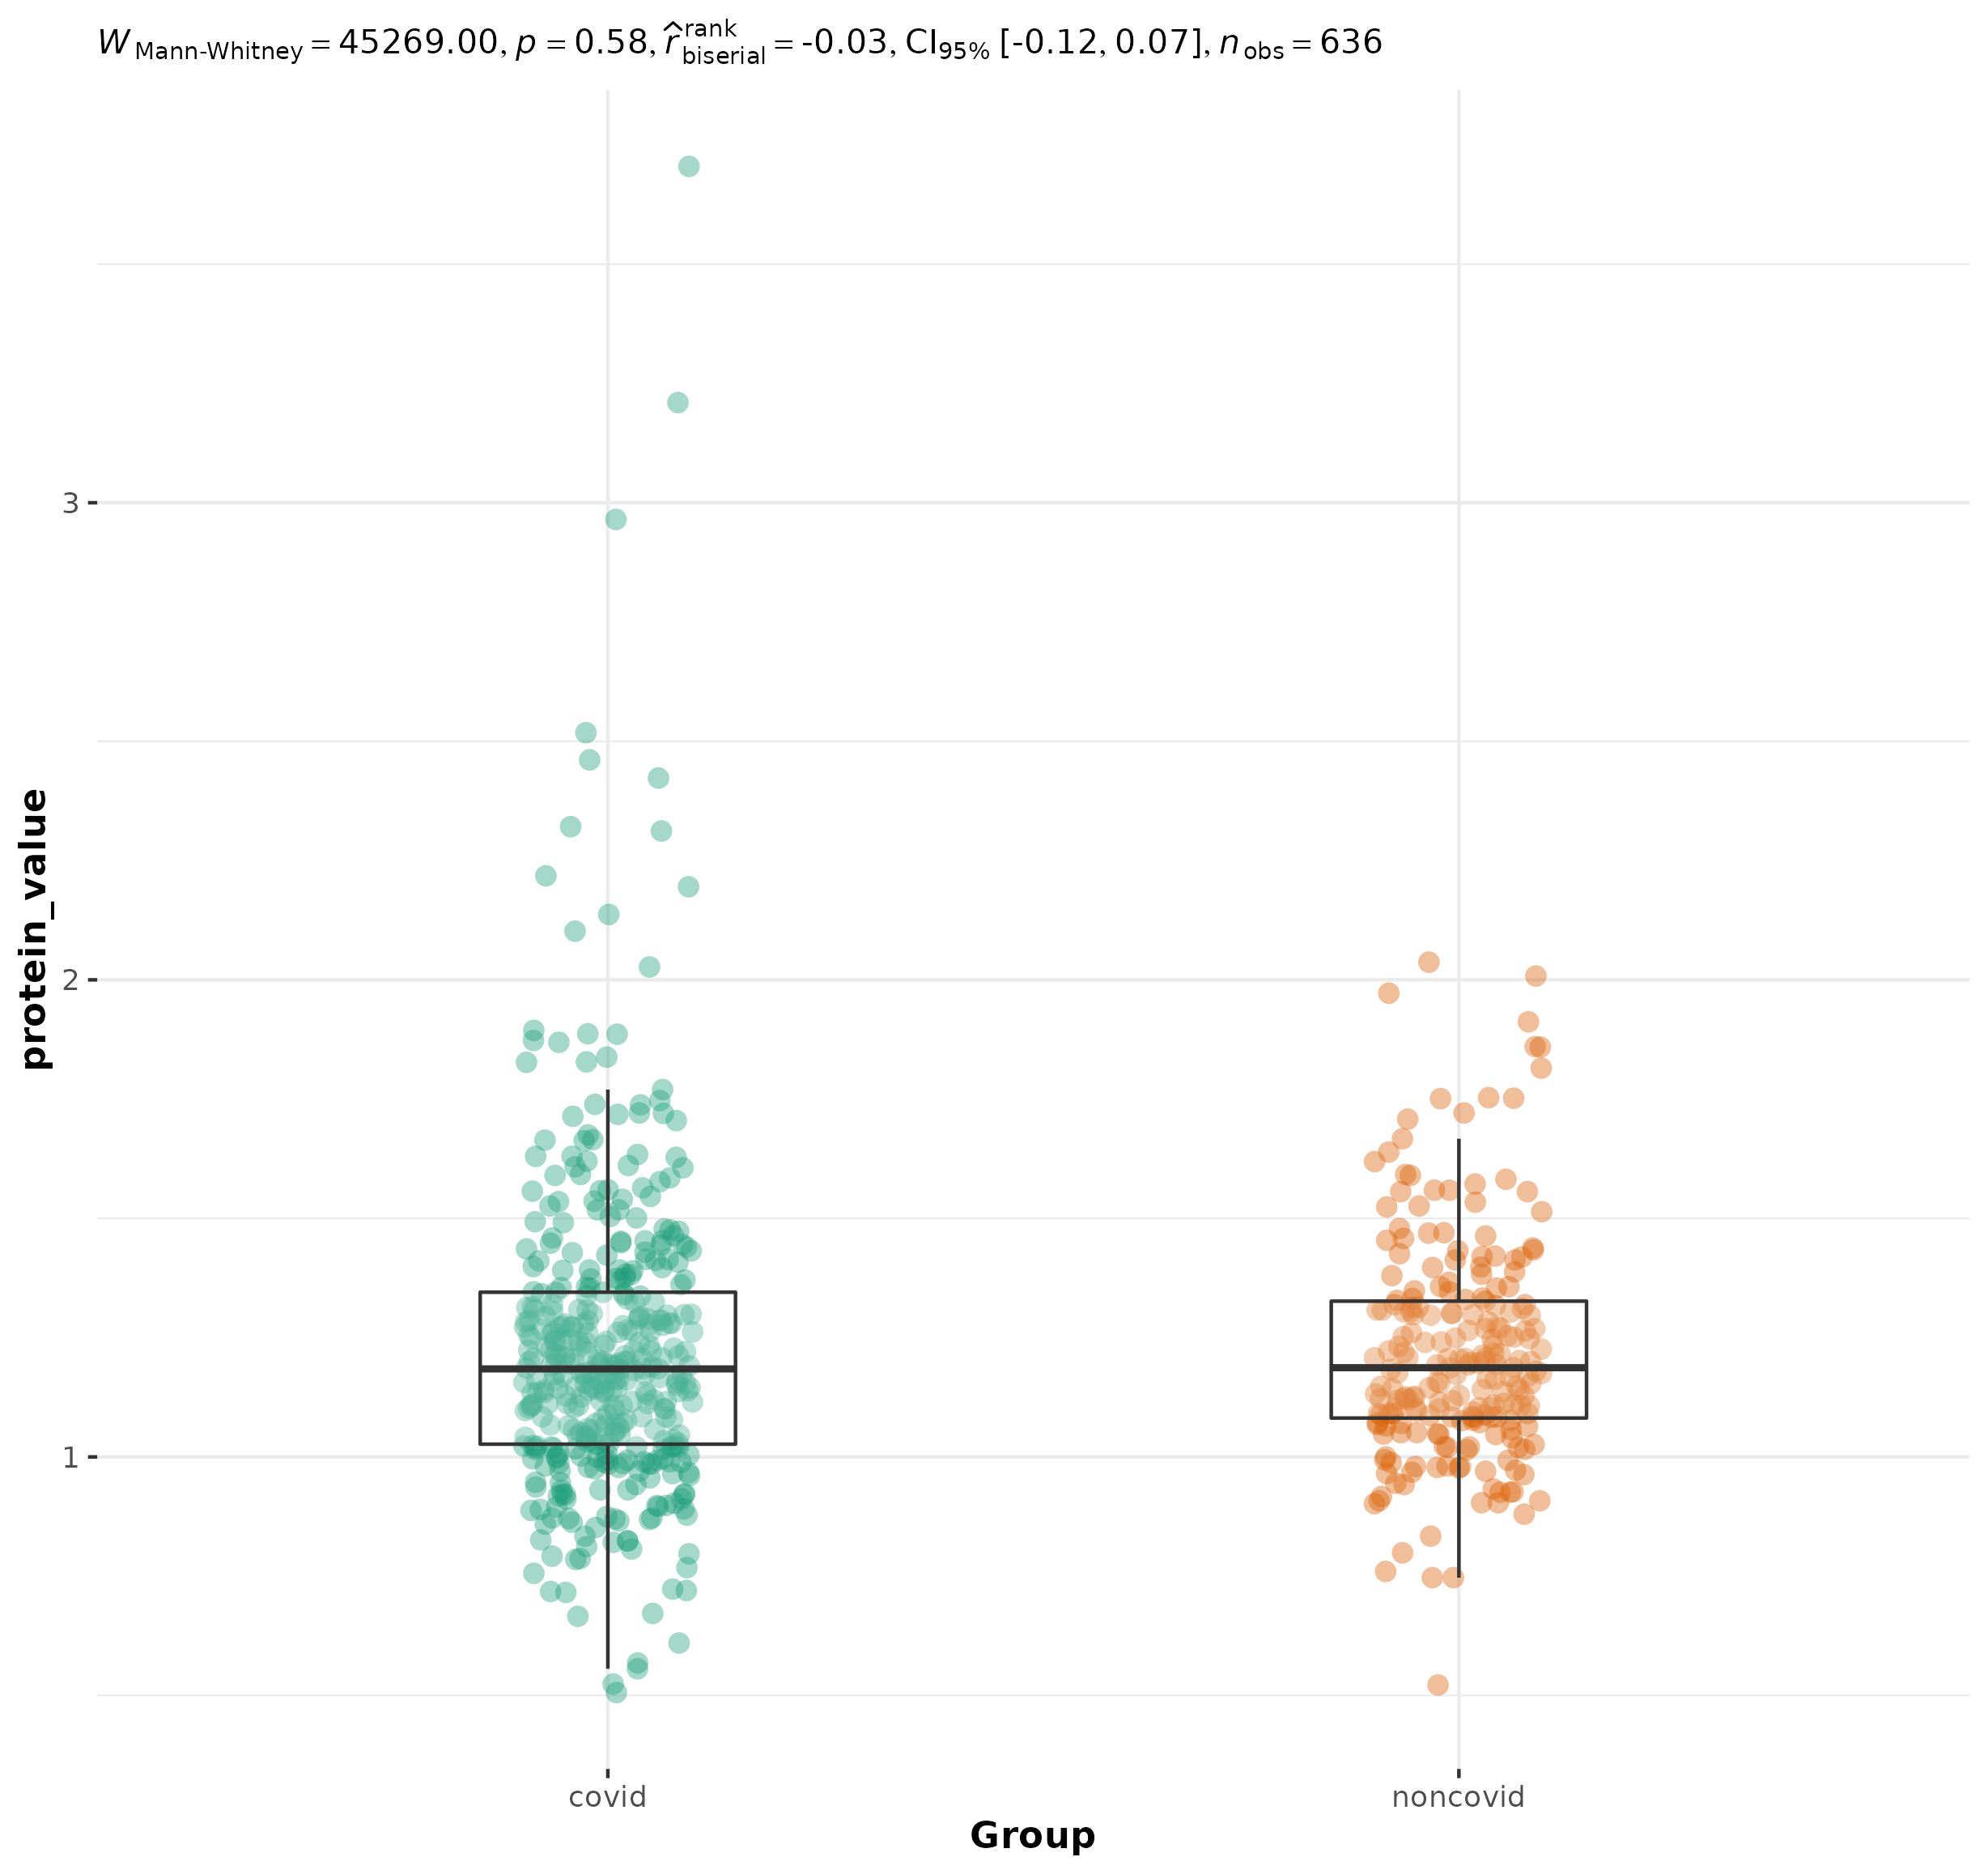 W Mann-Whitney = 45269.00, p = 0.58, r̂ rank biserial = -0.03, CI95% [-0.12, 0.07], n obs = 636
protein_value
3
2
1
covid noncovid
Group